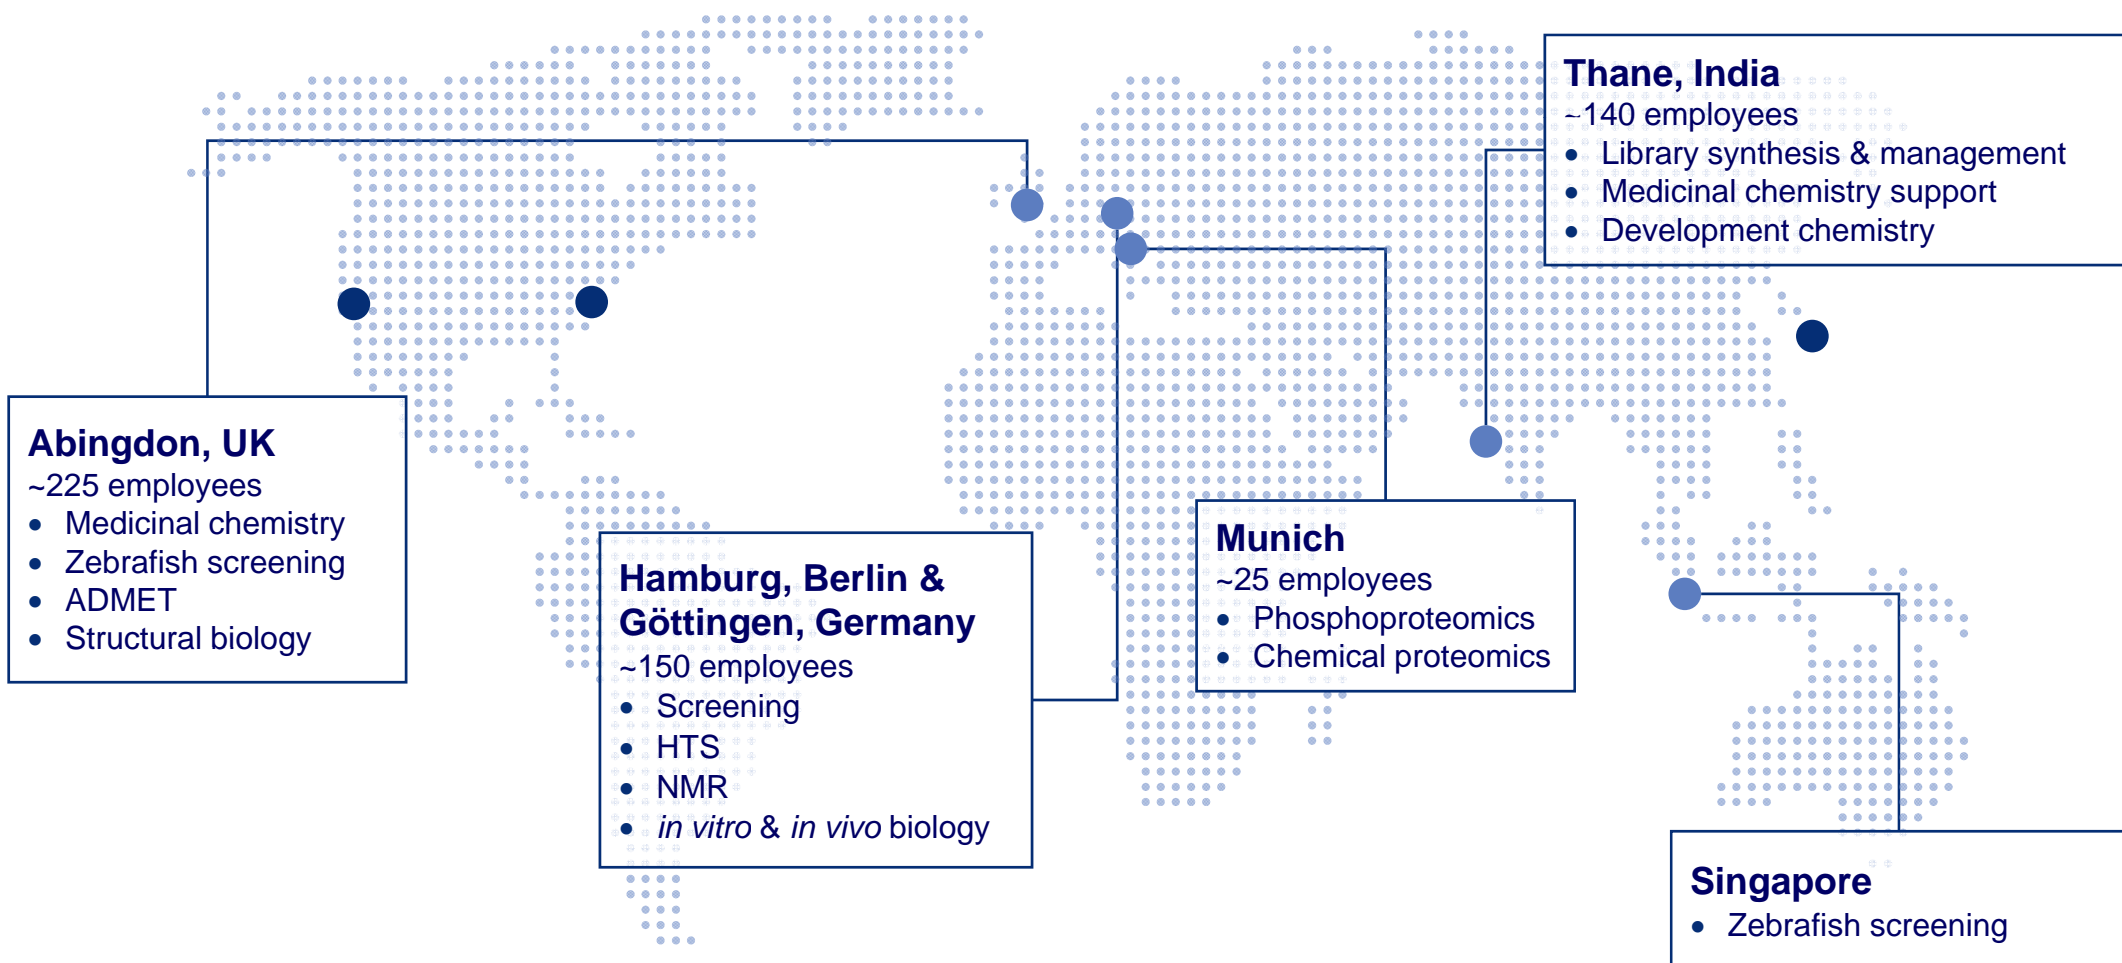 Thane, India
~140 employees
• Library synthesis & management
• Medicinal chemistry support
• Development chemistry
Abingdon, UK
~225 employees
• Medicinal chemistry
• Zebrafish screening
• ADMET
• Structural biology
Hamburg, Berlin &
Göttingen, Germany
~150 employees
• Screening
• HTS
• NMR
• in vitro & in vivo biology
Munich
~25 employees
• Phosphoproteomics
• Chemical proteomics
Singapore
• Zebrafish screening